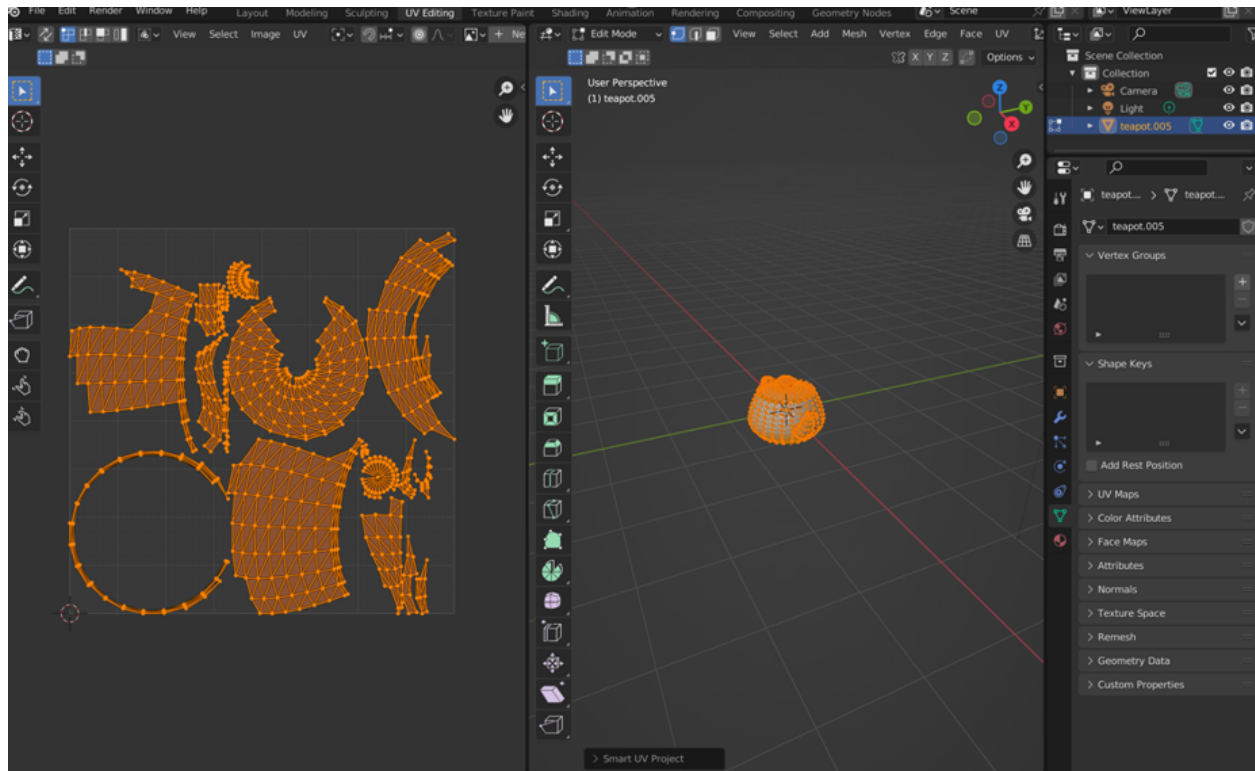 File Edit Render Window Help Layout Modeling Sculpting UV Editing Texture Paint Shading Animation Rendering Compositing Geometry Nodes Scene ViewLayer
View Select Image UV
Ne
Edit Mode View Select Add Mesh Vertex Edge Face UV
X Y Z Options
User Perspective
(1) teapot.005
Z
Y
X
Smart UV Project
Scene Collection
Collection
Camera
Light
teapot.005
teapot... > teapot...
teapot.005
Vertex Groups
Shape Keys
Add Rest Position
UV Maps
Color Attributes
Face Maps
Attributes
Normals
Texture Space
Remesh
Geometry Data
Custom Properties